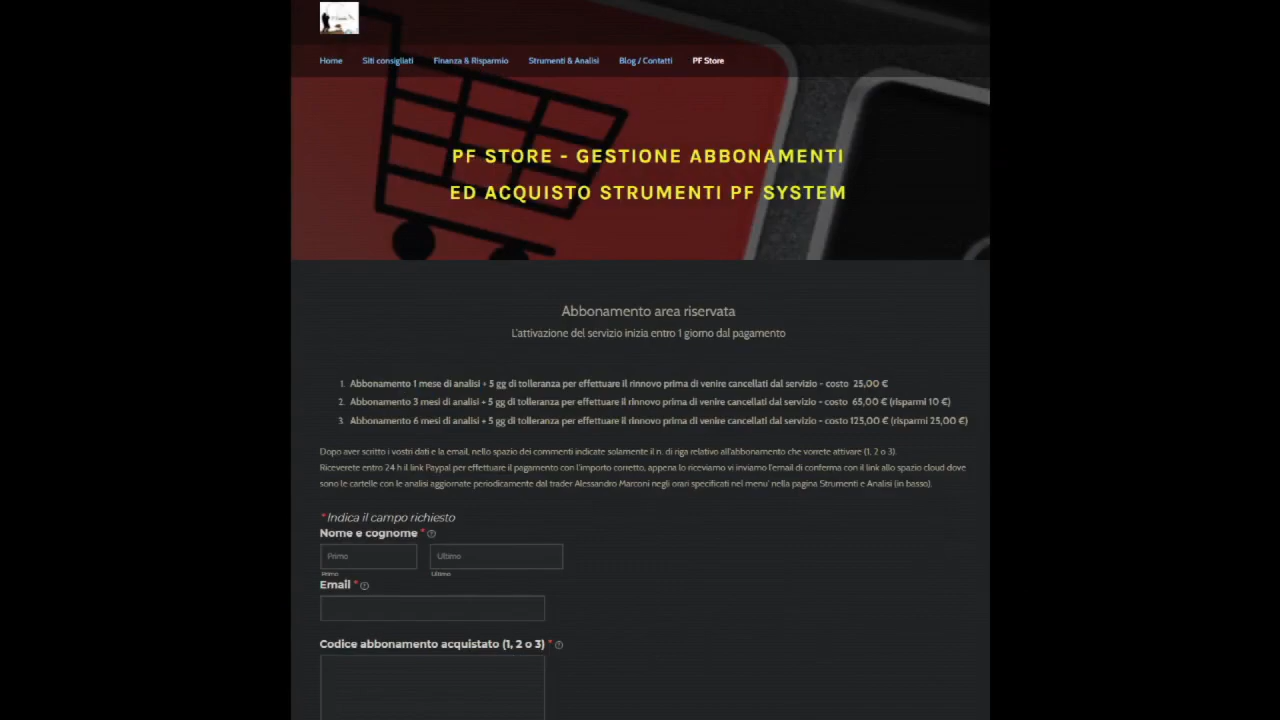 Home Siti consigliati Finanza & Risparmio Strumenti & Analisi Blog / Contatti PF Store
PF STORE - GESTIONE ABBONAMENTI
ED ACQUISTO STRUMENTI PF SYSTEM
Abbonamento area riservata
L'attivazione del servizio inizia entro 1 giorno dal pagamento
1. Abbonamento 1 mese di analisi + 5 gg di tolleranza per effettuare il rinnovo prima di venire cancellati dal servizio - costo 25,00 €
2. Abbonamento 3 mesi di analisi + 5 gg di tolleranza per effettuare il rinnovo prima di venire cancellati dal servizio - costo 65,00 € (risparmi 10 €)
3. Abbonamento 6 mesi di analisi + 5 gg di tolleranza per effettuare il rinnovo prima di venire cancellati dal servizio - costo 125,00 € (risparmi 25,00 €)
Dopo aver scritto i vostri dati e la email, nello spazio dei commenti indicate solamente il n. di riga relativo all'abbonamento che vorrete attivare (1, 2 o 3).
Riceverete entro 24 h il link Paypal per effettuare il pagamento con l'importo corretto, appena lo riceviamo vi inviamo l'email di conferma con il link allo spazio cloud dove
sono le cartelle con le analisi aggiornate periodicamente dal trader Alessandro Marconi negli orari specificati nel menu' nella pagina Strumenti e Analisi (in basso).
* Indica il campo richiesto
Nome e cognome * ?
Primo Ultimo
Primo Ultimo
Email * ?
Codice abbonamento acquistato (1, 2 o 3) * ?